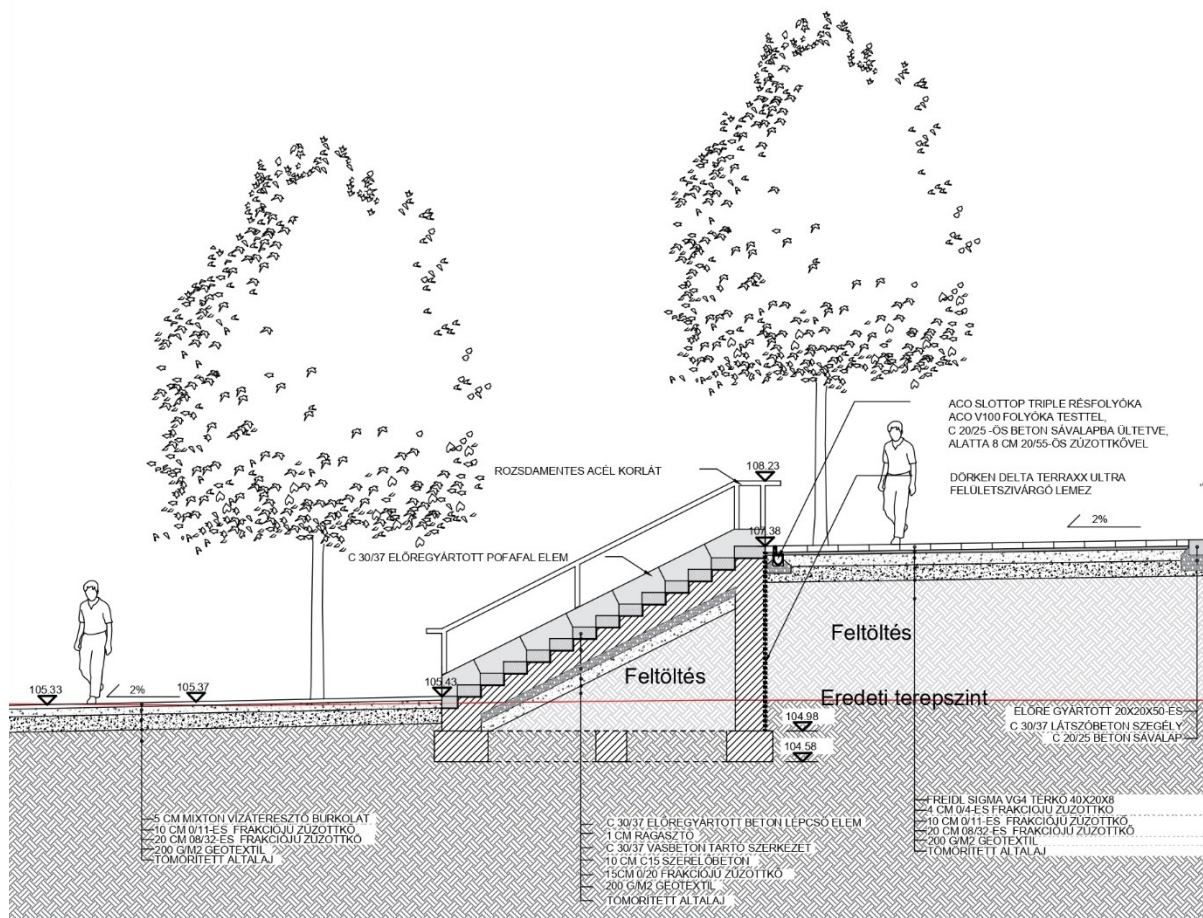 ACO SLOTTOP TRIPLE RÉSFOLYÓKA
ACO V100 FOLYÓKA TESTTEL,
C 20/25 -ÖS BETON SÁVALAPBA ÜLTETVE,
ALATTA 8 CM 20/55-ÖS ZÚZOTTKŐVEL
ROZSDAMENTES ACÉL KORLÁT
108.23
DÖRKEN DELTA TERRAXX ULTRA
FELÜLETSZIVÁRGÓ LEMEZ
2%
107.38
C 30/37 ELŐREGYÁRTOTT POFAFAL ELEM
Feltöltés
Feltöltés
105.33
2%
105.37
105.43
Eredeti terepszint
ELŐRE GYÁRTOTT 20X20X50-ES
C 30/37 LÁTSZÓBETON SZEGÉLY
C 20/25 BETON SÁVALAP
104.98
104.58
5 CM MIXTON VÍZÁTERESZTŐ BURKOLAT
10 CM 0/11-ES FRAKCIÓJÚ ZÚZOTTKŐ
20 CM 08/32-ES FRAKCIÓJÚ ZÚZOTTKŐ
200 G/M2 GEOTEXTIL
TÖMÖRÍTETT ALTALAJ
C 30/37 ELŐREGYÁRTOTT BETON LÉPCSŐ ELEM
1 CM RAGASZTÓ
C 30/37 VASBETON TARTÓ SZERKEZET
10 CM C15 SZERELŐBETON
15CM 0/20 FRAKCIÓJÚ ZÚZOTTKŐ
200 G/M2 GEOTEXTIL
TÖMÖRÍTETT ALTALAJ
FREIDL SIGMA VG4 TÉRKŐ 40X20X8
4 CM 0/4-ES FRAKCIÓJÚ ZÚZOTTKŐ
10 CM 0/11-ES FRAKCIÓJÚ ZÚZOTTKŐ
20 CM 08/32-ES FRAKCIÓJÚ ZÚZOTTKŐ
200 G/M2 GEOTEXTIL
TÖMÖRÍTETT ALTALAJ